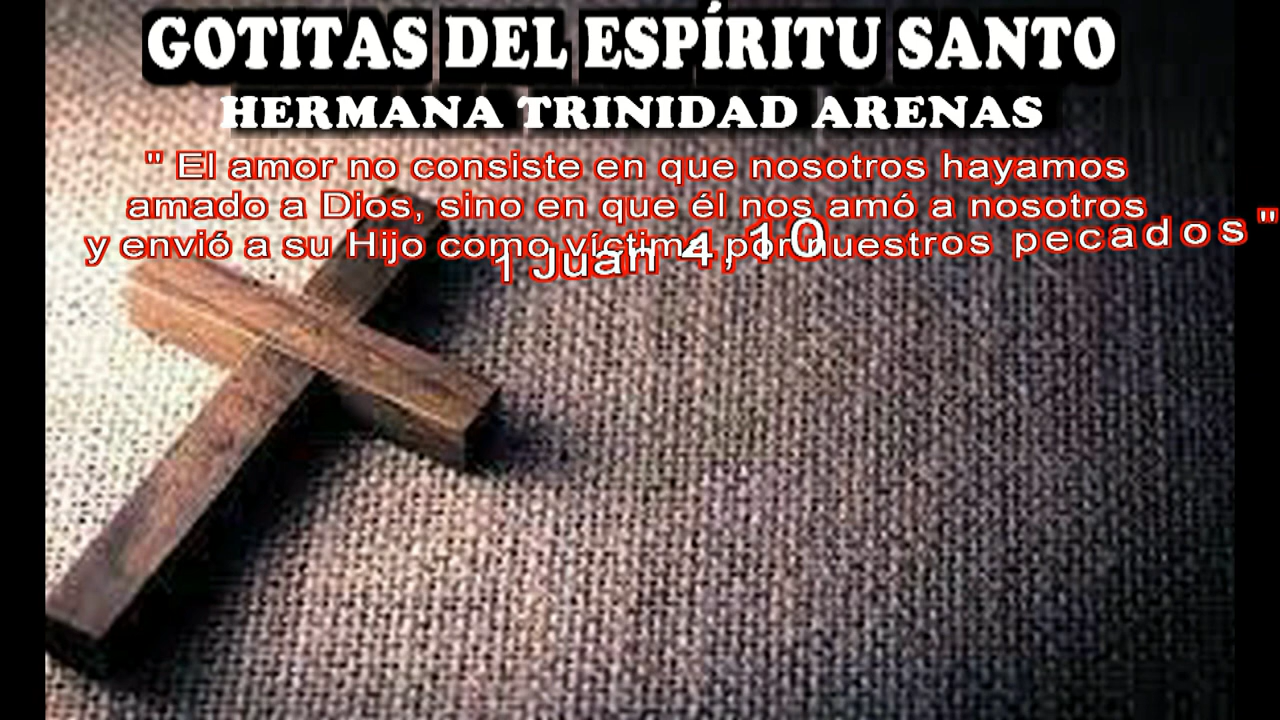 GOTITAS DEL ESPÍRITU SANTO
HERMANA TRINIDAD ARENAS
" El amor no consiste en que nosotros hayamos
amado a Dios, sino en que él nos amó a nosotros
y envió a su Hijo como víctima por nuestros pecados"
1 Juan 4, 10